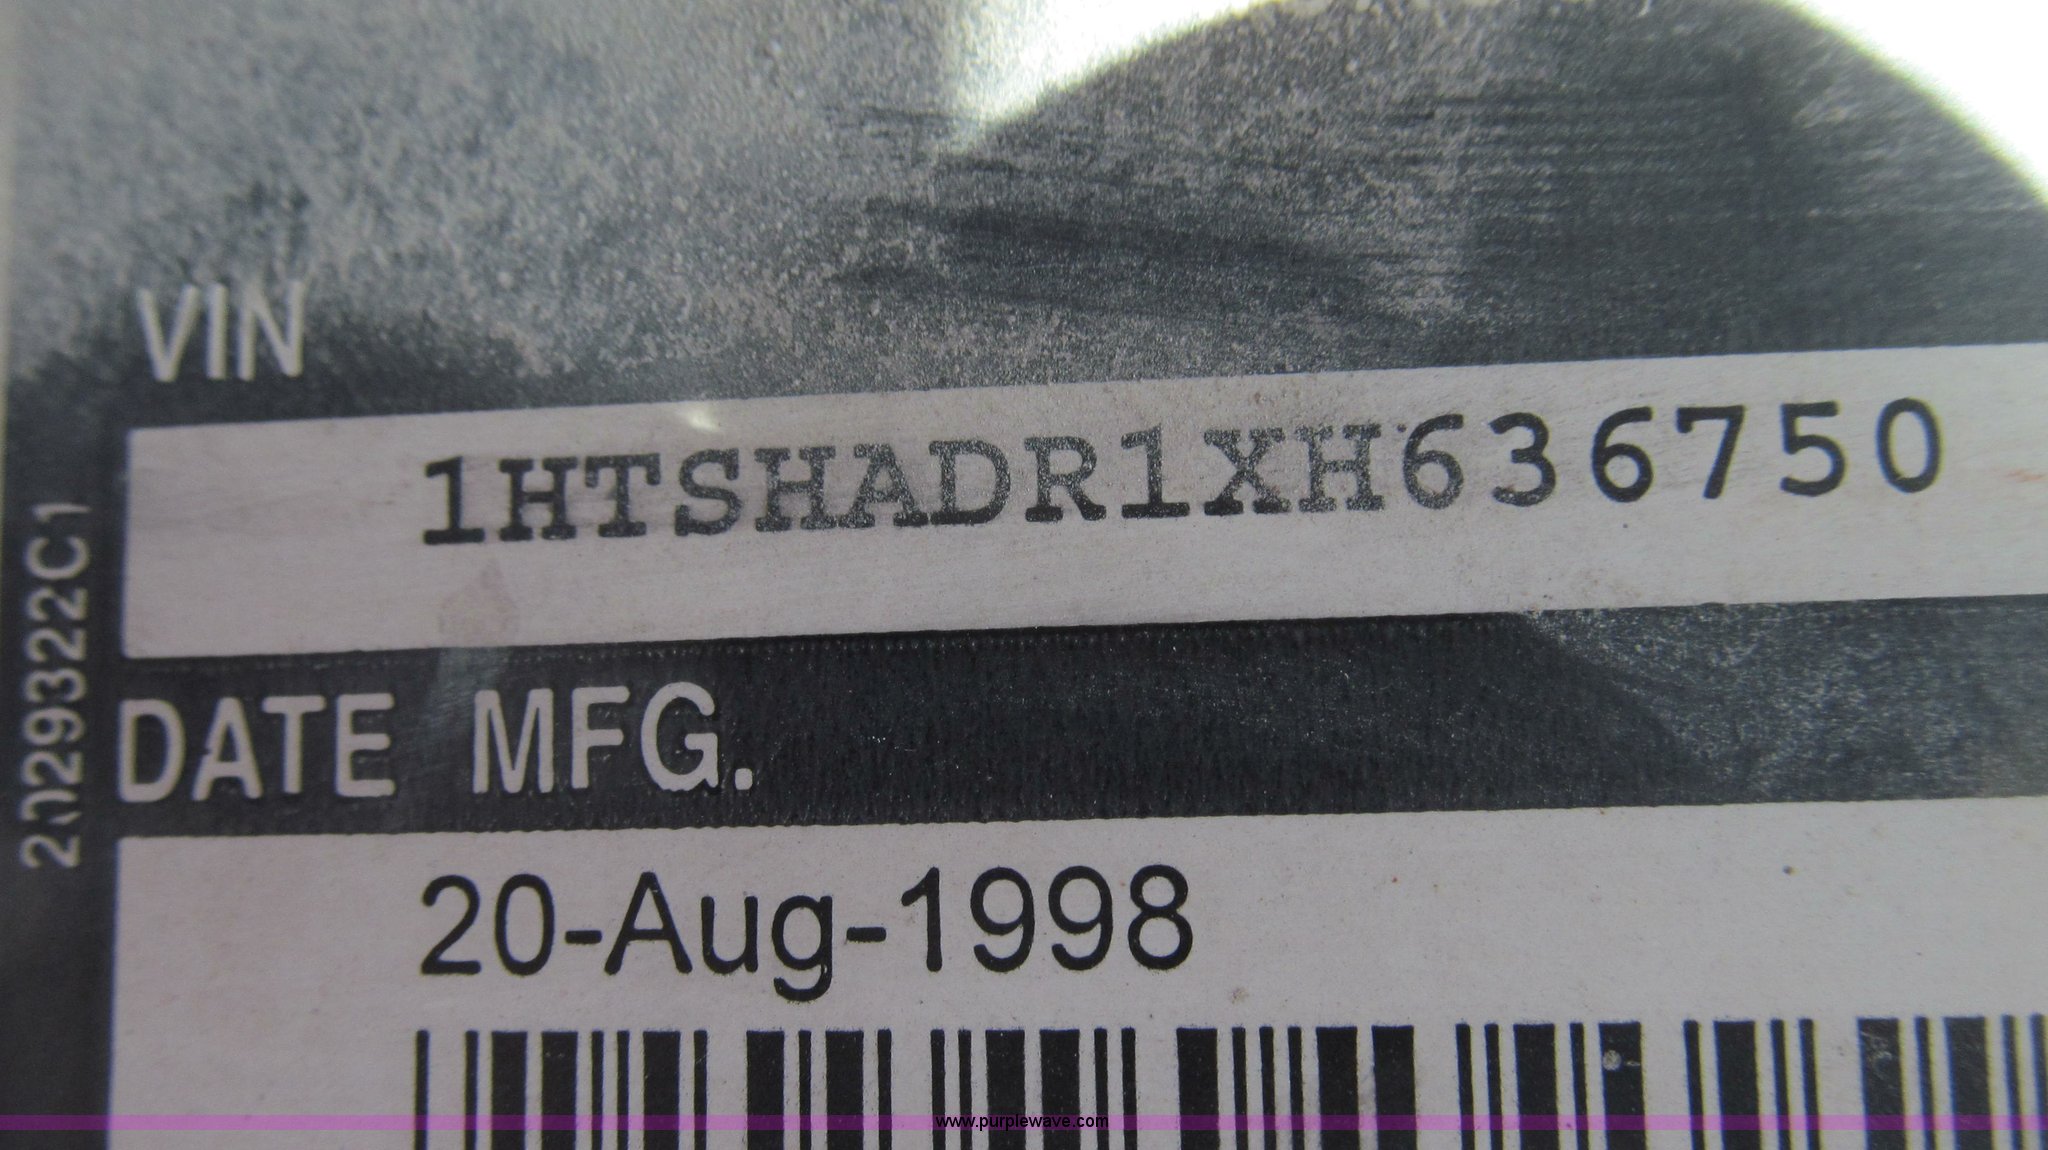 VIN
1HTSHADR1XH636750
DATE MFG.
20-Aug-1998
2029322C1
www.purplewave.com